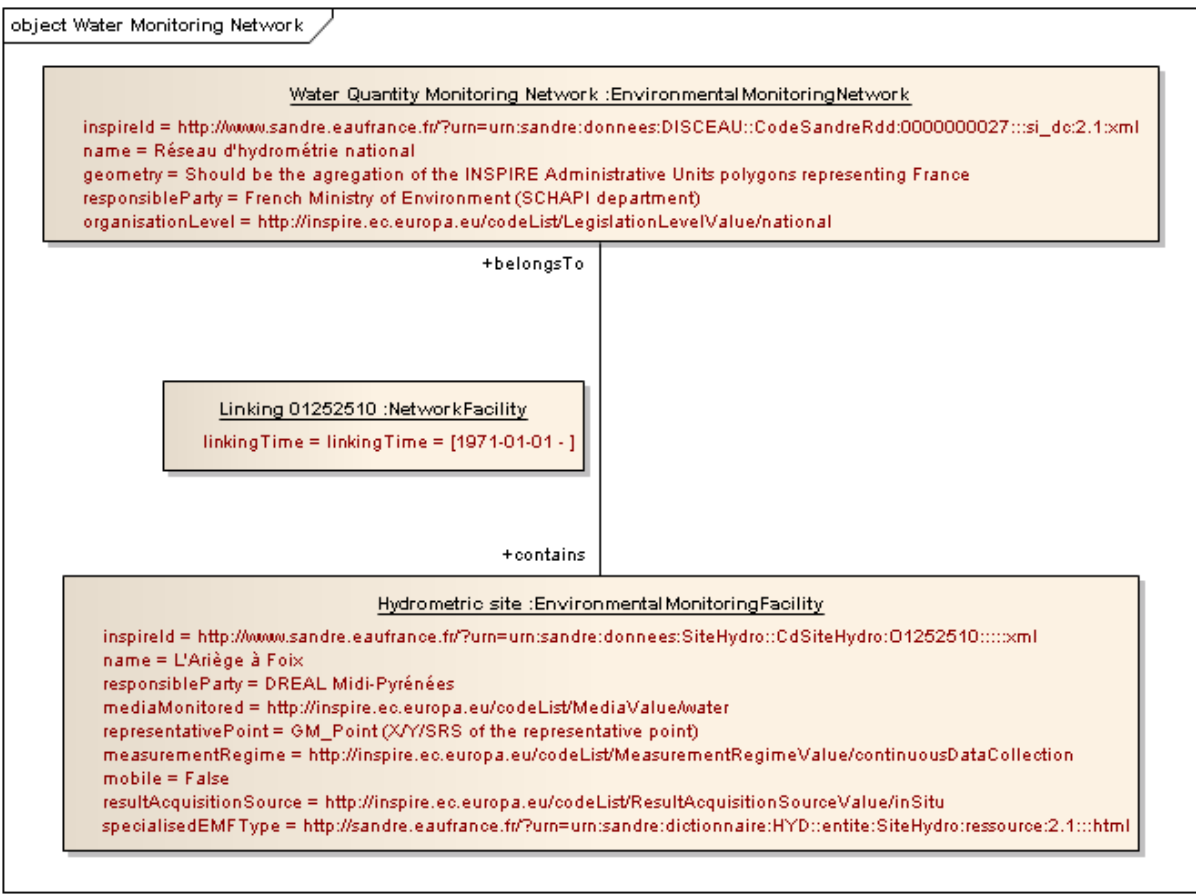 object Water Monitoring Network
Water Quantity Monitoring Network :EnvironmentalMonitoringNetwork
inspireId = http://www.sandre.eaufrance.fr/?urn=urn:sandre:donnees:DISCEAU::CodeSandreRdd:0000000027:::si_dc:2.1:xml
name = Réseau d'hydrométrie national
geometry = Should be the agregation of the INSPIRE Administrative Units polygons representing France
responsibleParty = French Ministry of Environment (SCHAPI department)
organisationLevel = http://inspire.ec.europa.eu/codeList/LegislationLevelValue/national
+belongsTo
Linking O1252510 :NetworkFacility
linkingTime = linkingTime = [1971-01-01 - ]
+contains
Hydrometric site :EnvironmentalMonitoringFacility
inspireId = http://www.sandre.eaufrance.fr/?urn=urn:sandre:donnees:SiteHydro::CdSiteHydro:O1252510:::::xml
name = L'Ariège à Foix
responsibleParty = DREAL Midi-Pyrénées
mediaMonitored = http://inspire.ec.europa.eu/codeList/MediaValue/water
representativePoint = GM_Point (X/Y/SRS of the representative point)
measurementRegime = http://inspire.ec.europa.eu/codeList/MeasurementRegimeValue/continuousDataCollection
mobile = False
resultAcquisitionSource = http://inspire.ec.europa.eu/codeList/ResultAcquisitionSourceValue/inSitu
specialisedEMFType = http://sandre.eaufrance.fr/?urn=urn:sandre:dictionnaire:HYD::entite:SiteHydro:ressource:2.1:::html